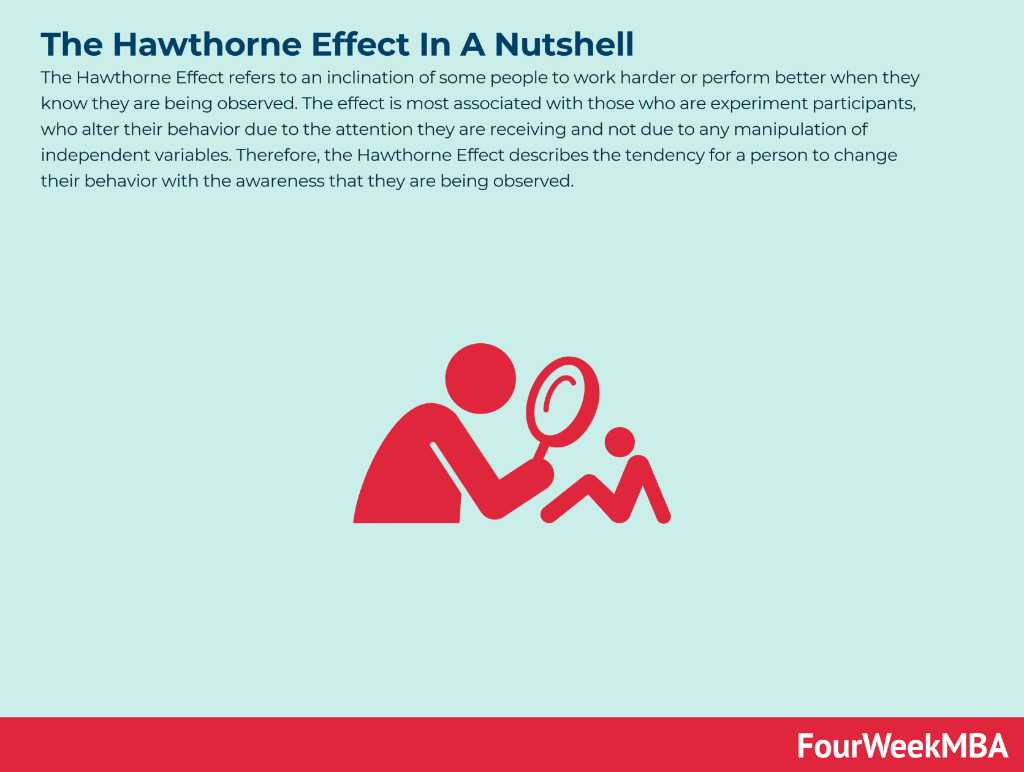 The Hawthorne Effect In A Nutshell
The Hawthorne Effect refers to an inclination of some people to work harder or perform better when they
know they are being observed. The effect is most associated with those who are experiment participants,
who alter their behavior due to the attention they are receiving and not due to any manipulation of
independent variables. Therefore, the Hawthorne Effect describes the tendency for a person to change
their behavior with the awareness that they are being observed.
FourWeekMBA